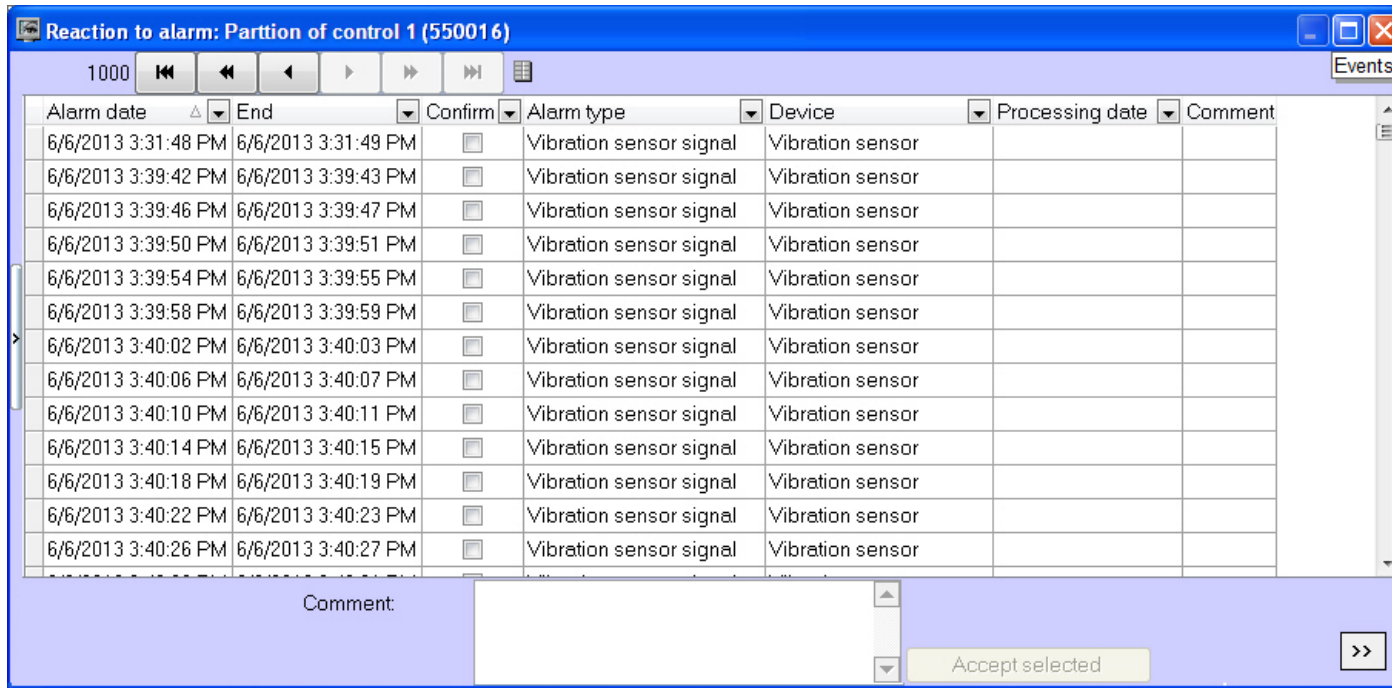 Reaction to alarm: Parttion of control 1 (550016)
1000
Events
Alarm date End Confirm Alarm type Device Processing date Comment
6/6/2013 3:31:48 PM 6/6/2013 3:31:49 PM Vibration sensor signal Vibration sensor
6/6/2013 3:39:42 PM 6/6/2013 3:39:43 PM Vibration sensor signal Vibration sensor
6/6/2013 3:39:46 PM 6/6/2013 3:39:47 PM Vibration sensor signal Vibration sensor
6/6/2013 3:39:50 PM 6/6/2013 3:39:51 PM Vibration sensor signal Vibration sensor
6/6/2013 3:39:54 PM 6/6/2013 3:39:55 PM Vibration sensor signal Vibration sensor
6/6/2013 3:39:58 PM 6/6/2013 3:39:59 PM Vibration sensor signal Vibration sensor
6/6/2013 3:40:02 PM 6/6/2013 3:40:03 PM Vibration sensor signal Vibration sensor
6/6/2013 3:40:06 PM 6/6/2013 3:40:07 PM Vibration sensor signal Vibration sensor
6/6/2013 3:40:10 PM 6/6/2013 3:40:11 PM Vibration sensor signal Vibration sensor
6/6/2013 3:40:14 PM 6/6/2013 3:40:15 PM Vibration sensor signal Vibration sensor
6/6/2013 3:40:18 PM 6/6/2013 3:40:19 PM Vibration sensor signal Vibration sensor
6/6/2013 3:40:22 PM 6/6/2013 3:40:23 PM Vibration sensor signal Vibration sensor
6/6/2013 3:40:26 PM 6/6/2013 3:40:27 PM Vibration sensor signal Vibration sensor
Comment:
>>
Accept selected